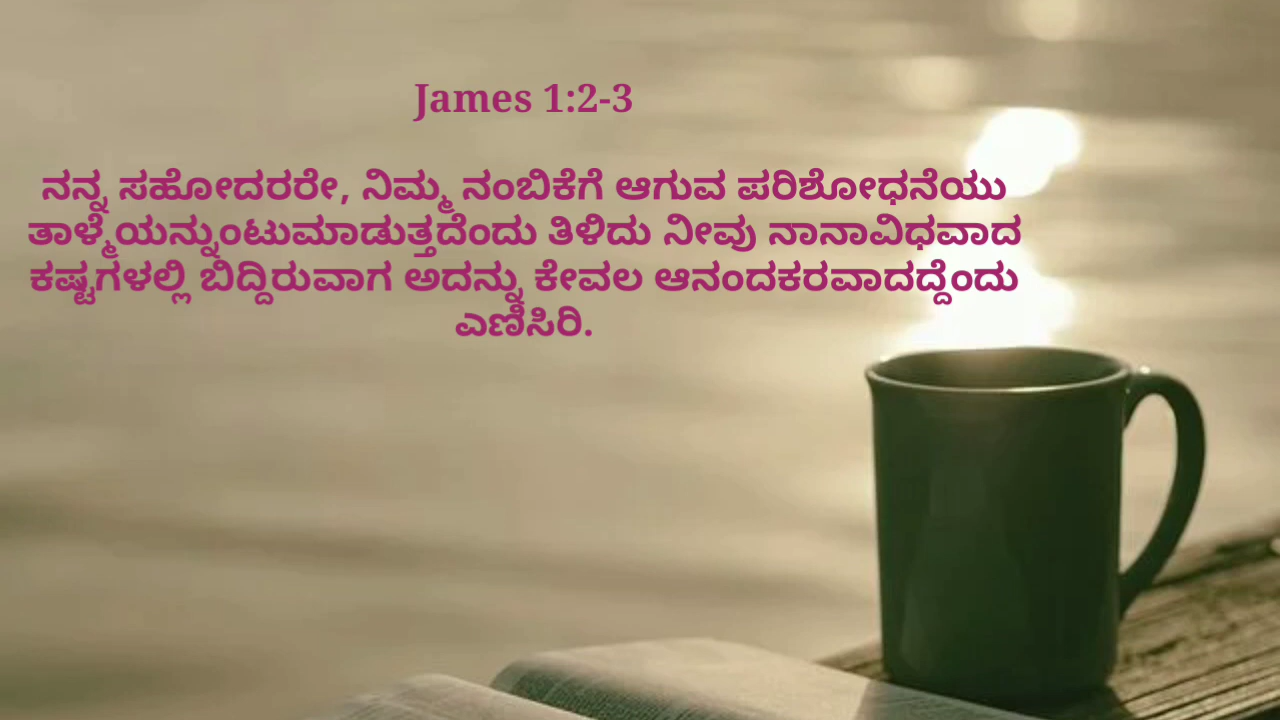 James 1:2-3
ನನ್ನ ಸಹೋದರರೇ, ನಿಮ್ಮ ನಂಬಿಕೆಗೆ ಆಗುವ ಪರಿಶೋಧನೆಯು
ತಾಳ್ಮೆಯನ್ನುಂಟುಮಾಡುತ್ತದೆಂದು ತಿಳಿದು ನೀವು ನಾನಾವಿಧವಾದ
ಕಷ್ಟಗಳಲ್ಲಿ ಬಿದ್ದಿರುವಾಗ ಅದನ್ನು ಕೇವಲ ಆನಂದಕರವಾದದ್ದೆಂದು
ಎಣಿಸಿರಿ.